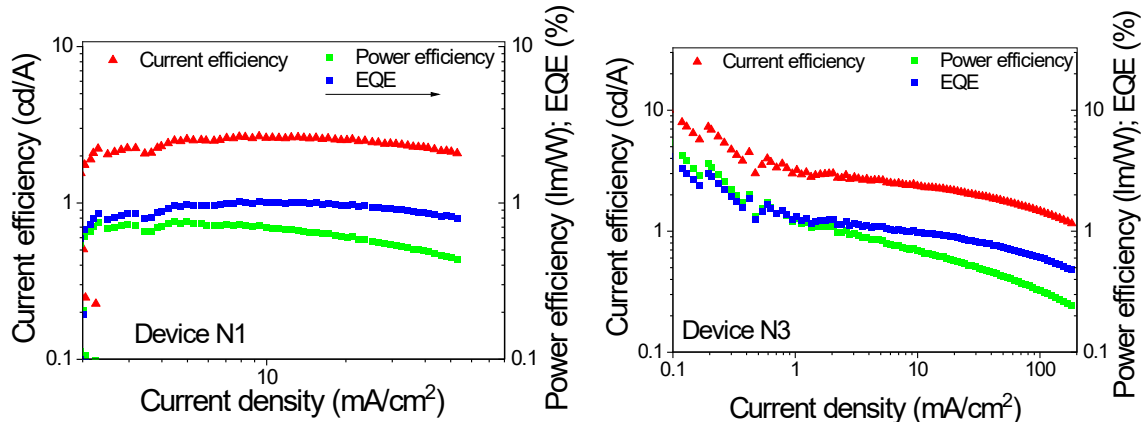 10
1
0.1
Current efficiency (cd/A)
Current efficiency
Power efficiency
EQE
Device N1
10
Current density (mA/cm²)
10
1
0.1
Power efficiency (lm/W); EQE (%)
10
1
0.1
Current efficiency (cd/A)
Current efficiency
Power efficiency
EQE
Device N3
0.1
1
10
100
Current density (mA/cm²)
10
1
0.1
Power efficiency (lm/W); EQE (%)